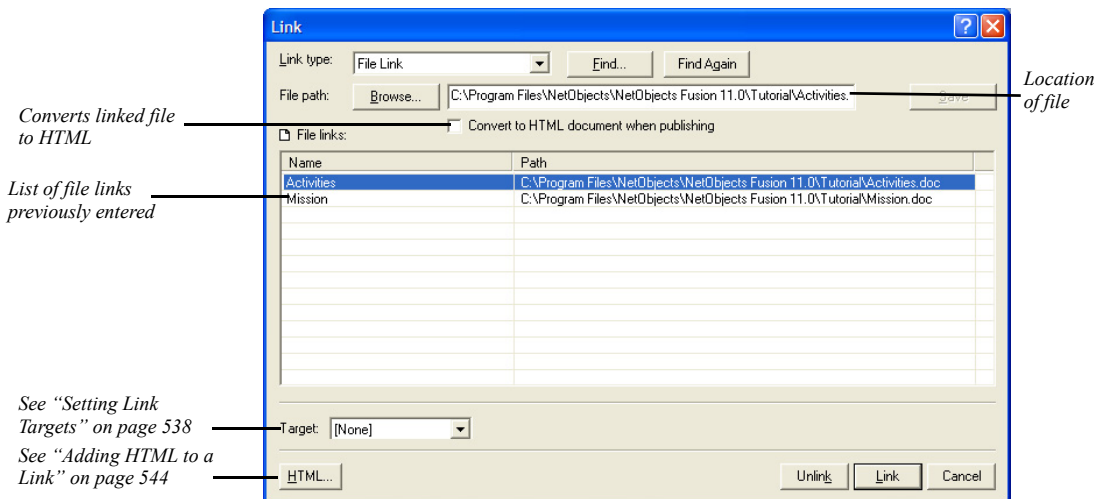 Link
Link type: File Link Find... Find Again
File path: Browse... C:\Program Files\NetObjects\NetObjects Fusion 11.0\Tutorial\Activities. Save
Location
of file
Converts linked file
to HTML
Convert to HTML document when publishing
File links:
Name Path
Activities C:\Program Files\NetObjects\NetObjects Fusion 11.0\Tutorial\Activities.doc
Mission C:\Program Files\NetObjects\NetObjects Fusion 11.0\Tutorial\Mission.doc
List of file links
previously entered
See “Setting Link
Targets” on page 538
Target: [None]
See “Adding HTML to a
Link” on page 544
HTML... Unlink Link Cancel